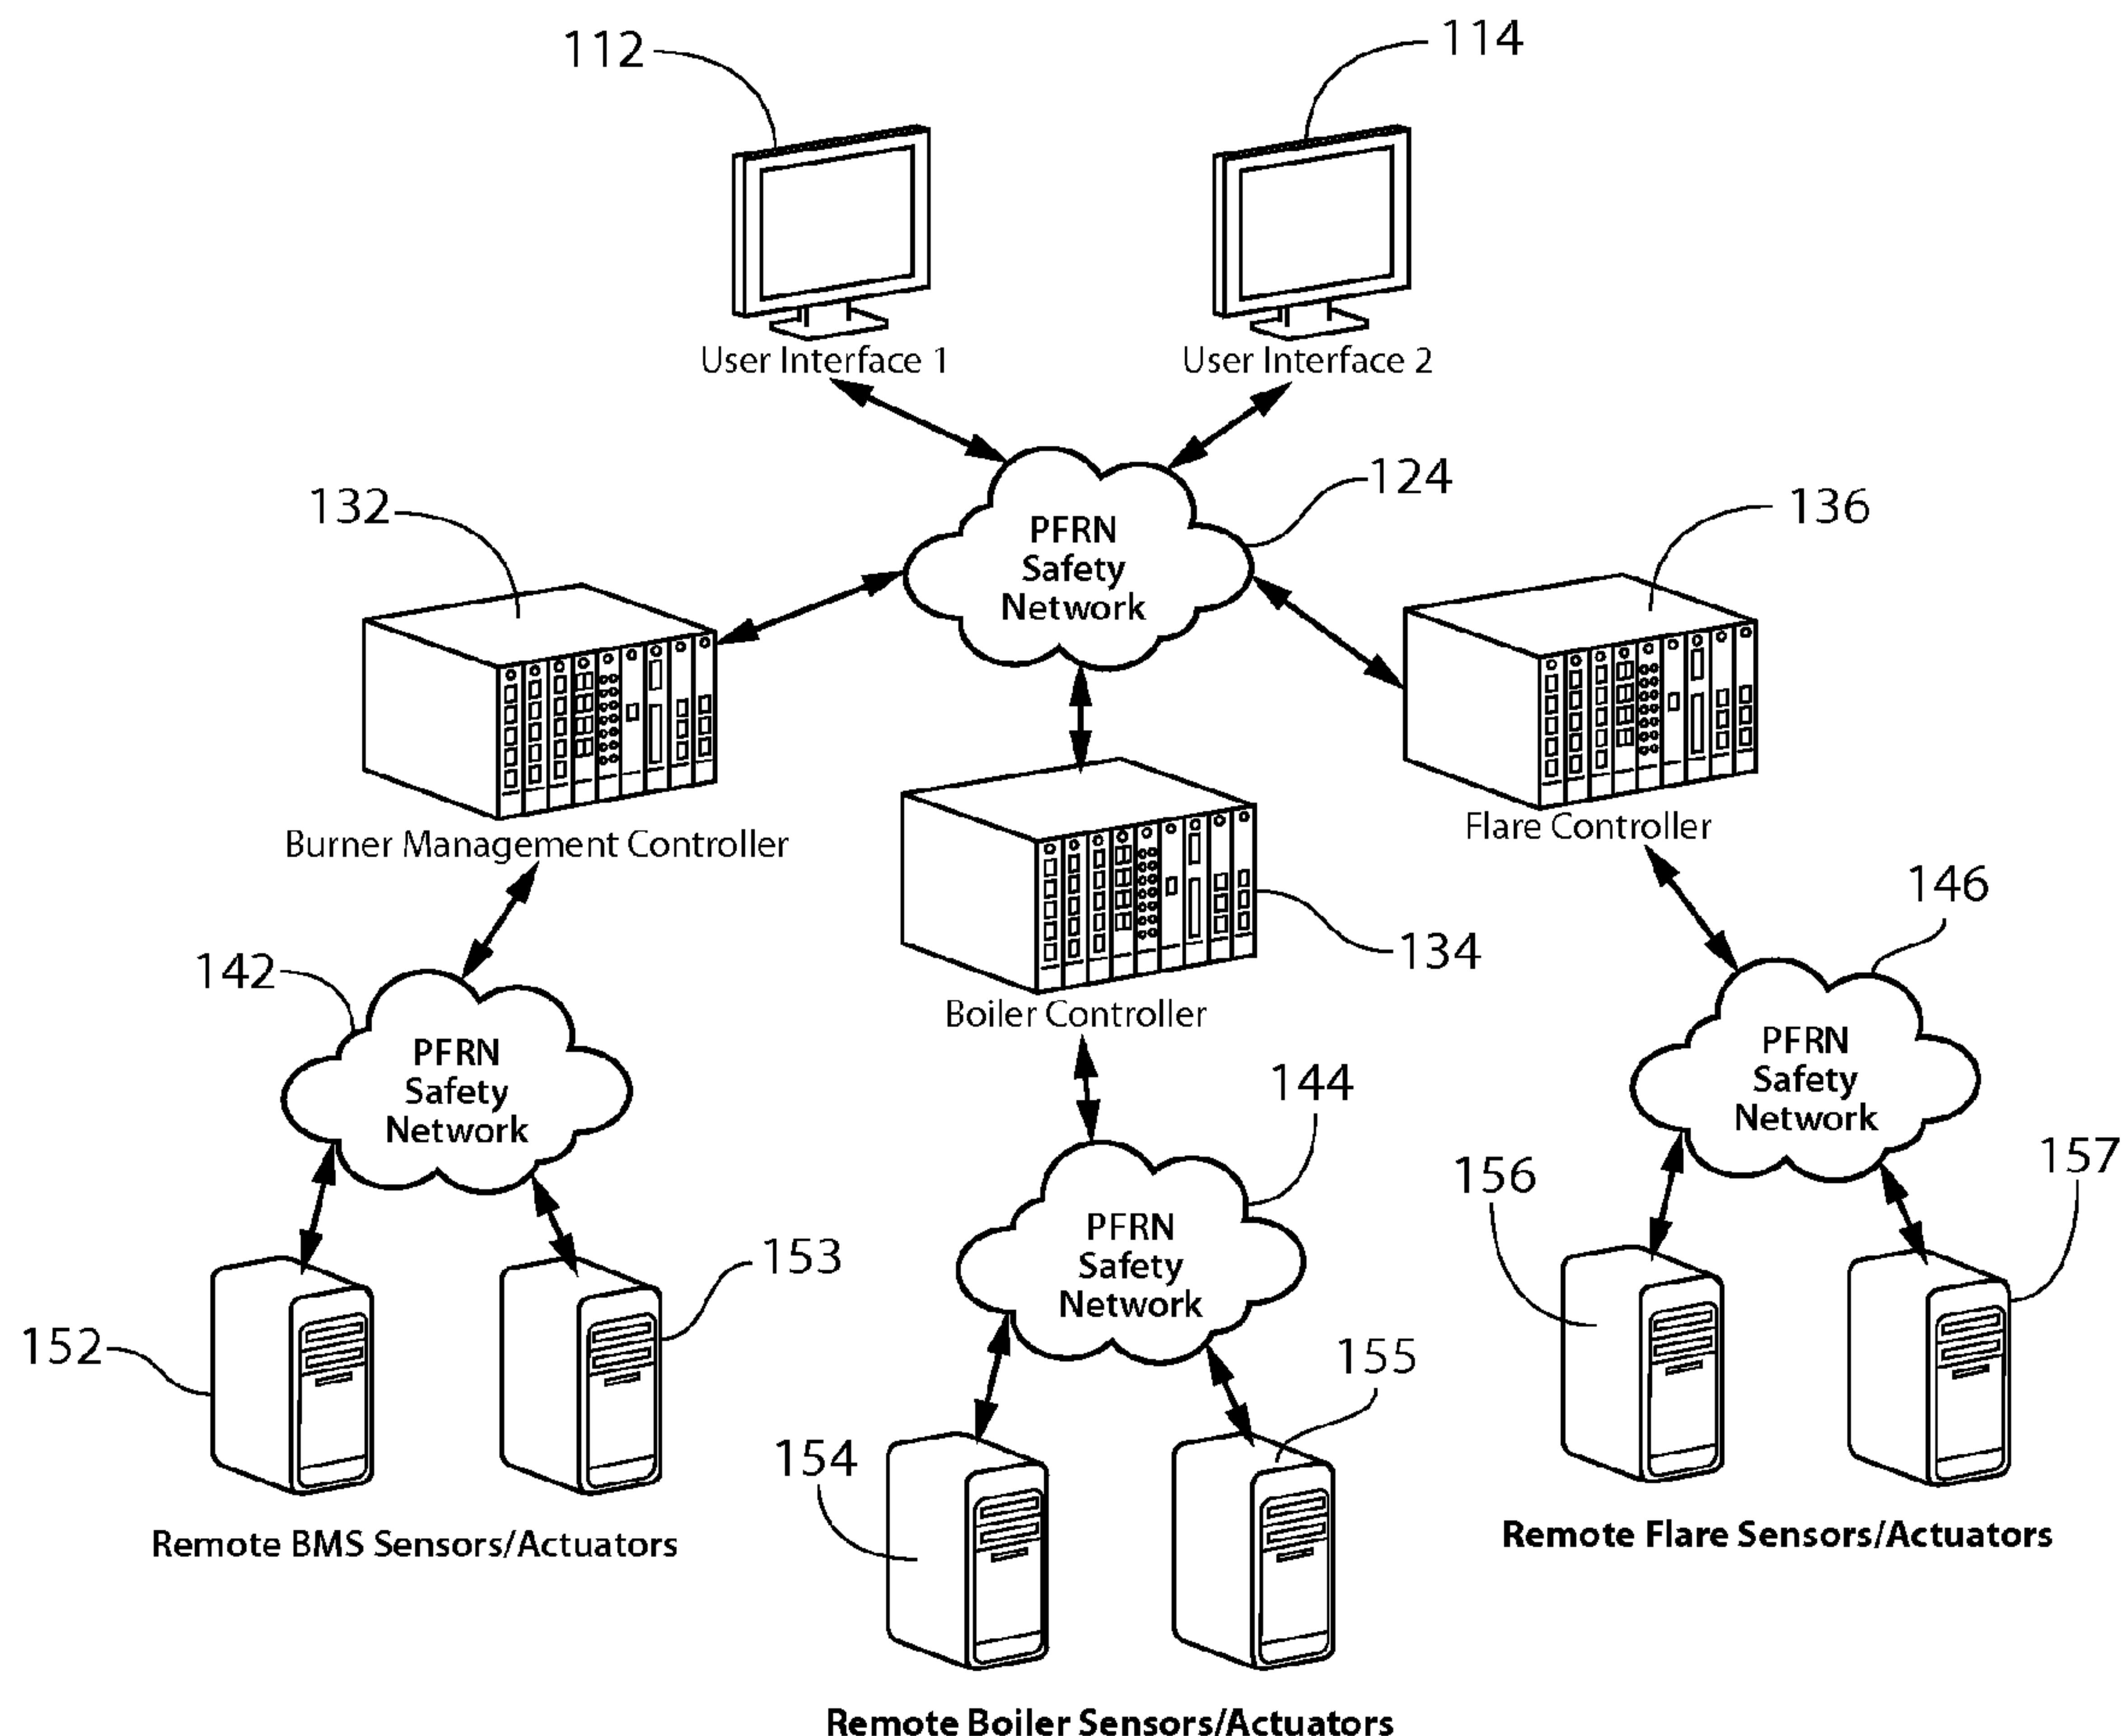 112
114
User Interface 1
User Interface 2
124
132
136
PFRN
Safety
Network
Burner Management Controller
Flare Controller
134
Boiler Controller
142
146
PFRN
Safety
Network
PFRN
Safety
Network
144
PFRN
Safety
Network
152
153
156
157
154
155
Remote BMS Sensors/Actuators
Remote Flare Sensors/Actuators
Remote Boiler Sensors/Actuators